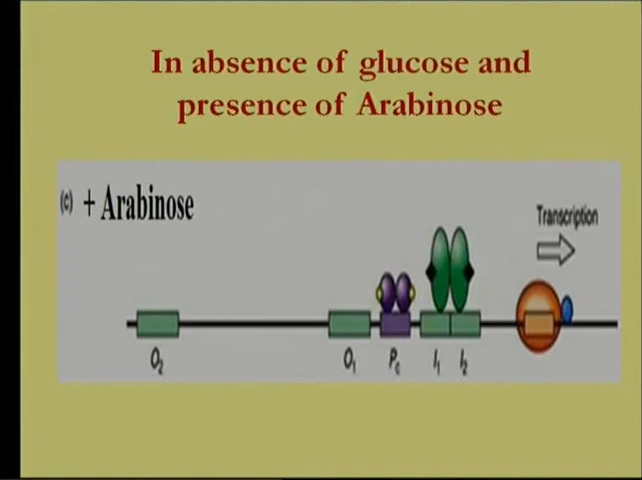 In absence of glucose and
presence of Arabinose
(c) + Arabinose
Transcription
O2 O1 Pc I1 I2